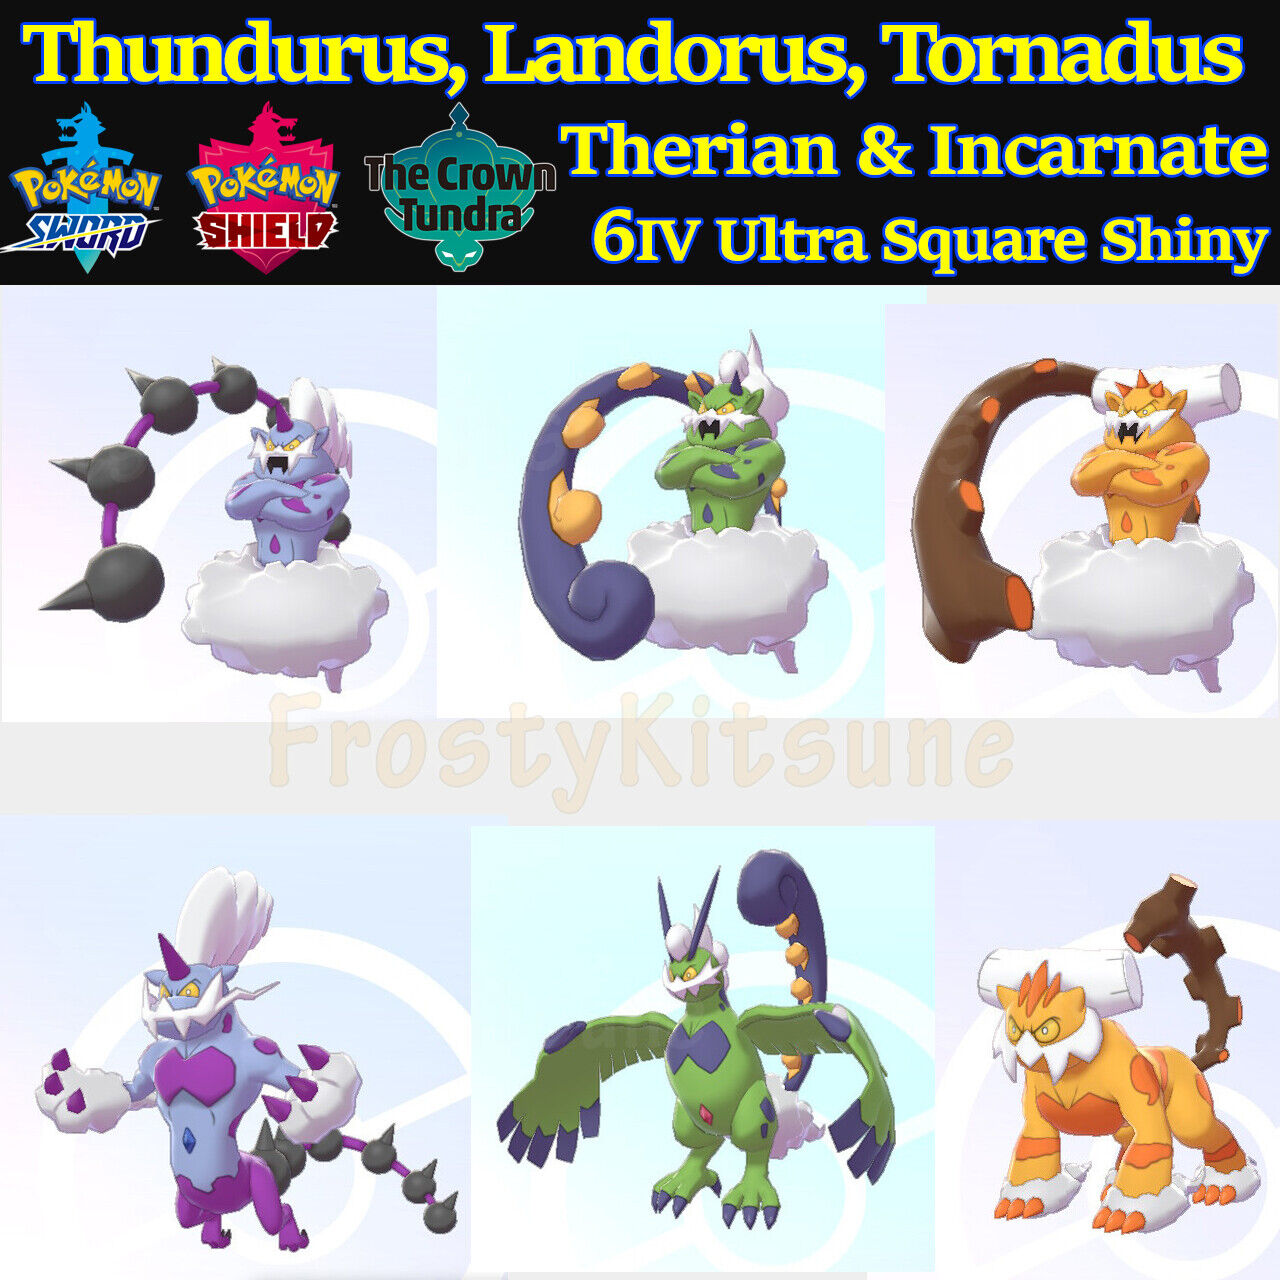 Thundurus, Landorus, Tornadus
POKéMON
SWORD
POKéMON
SHIELD
The Crown
Tundra
Therian & Incarnate
6IV Ultra Square Shiny
FrostyKitsune